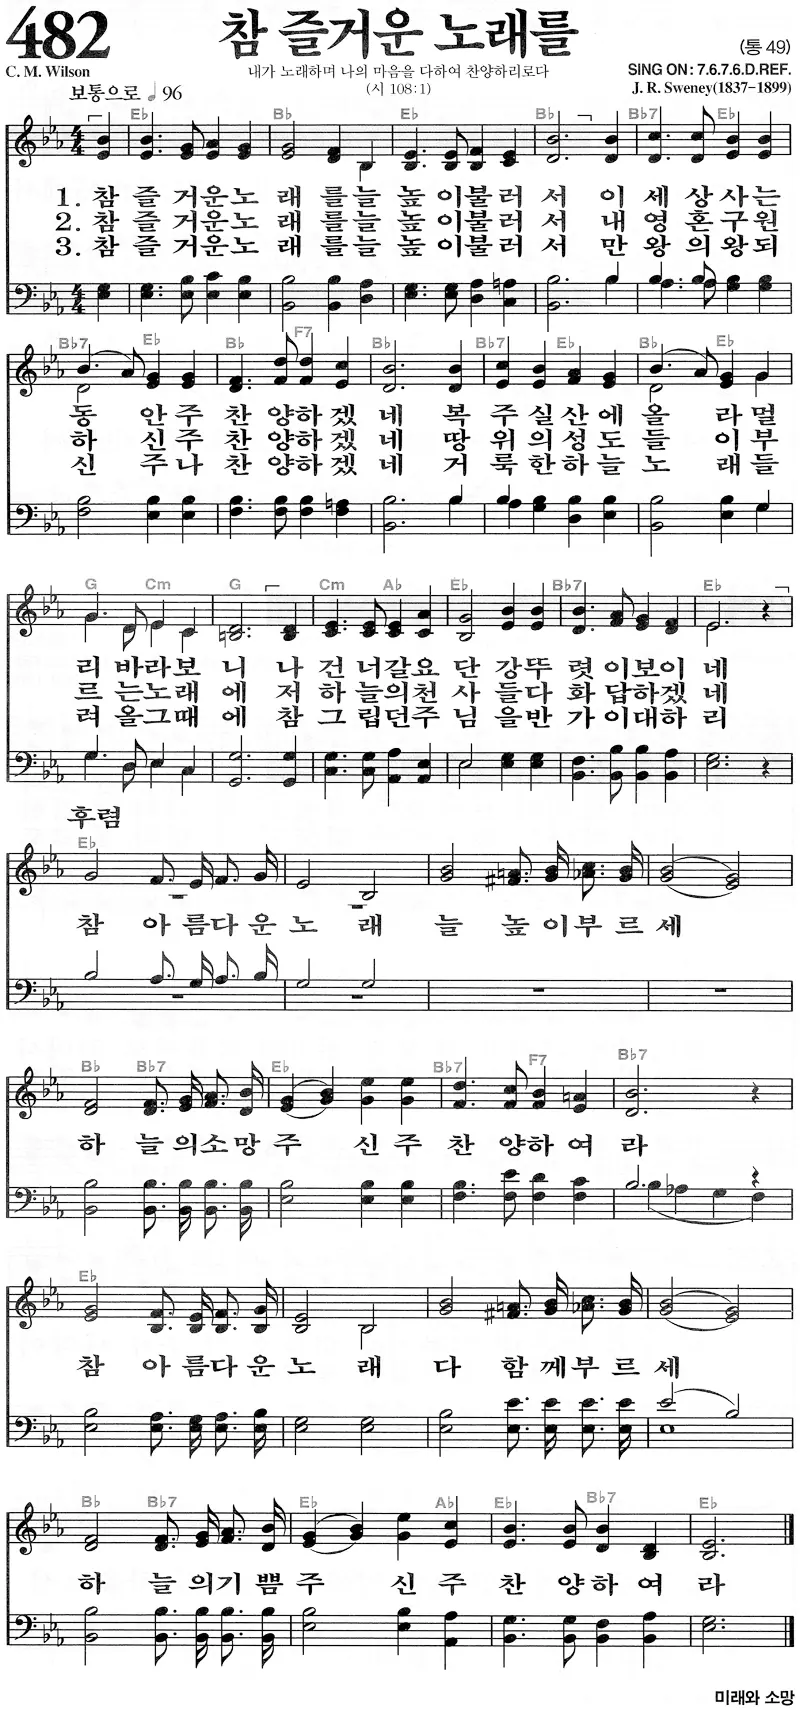 482 참 즐거운 노래를 (통 49)
C. M. Wilson 내가 노래하며 나의 마음을 다하여 찬양하리로다 SING ON : 7.6.7.6.D.REF.
보통으로 ♩ 96 (시 108:1) J. R. Sweney(1837-1899)
E♭ B♭ E♭ B♭ B♭7 E♭
1. 참 즐 거운노 래 를늘 높 이불러 서 이 세 상사는
2. 참 즐 거운노 래 를늘 높 이불러 서 내 영 혼구원
3. 참 즐 거운노 래 를늘 높 이불러 서 만 왕 의왕되
B♭7 E♭ B♭ F7 B♭ B♭7 E♭ B♭ E♭
동 안주 찬 양하겠 네 복 주실산에 올 라멀
하 신주 찬 양하겠 네 땅 위의성도 들 이부
신 주나 찬 양하겠 네 거 룩한하늘 노 래들
G Cm G Cm A♭ E♭ B♭7 E♭
리 바라보 니 나 건 너갈요 단 강뚜 렷 이보이 네
르 는노래 에 저 하 늘의천 사 들다 화 답하겠 네
려 올그때 에 참 그 립던주 님 을반 가 이대하 리
후렴
E♭
참 아 름다 운 노 래 늘 높 이부 르 세
B♭ B♭7 E♭ B♭7 F7 B♭7
하 늘 의소 망 주 신 주 찬 양하 여 라
E♭
참 아 름다 운 노 래 다 함 께부 르 세
B♭ B♭7 E♭ A♭ E♭ B♭7 E♭
하 늘 의기 쁨 주 신 주 찬 양하 여 라
미래와 소망